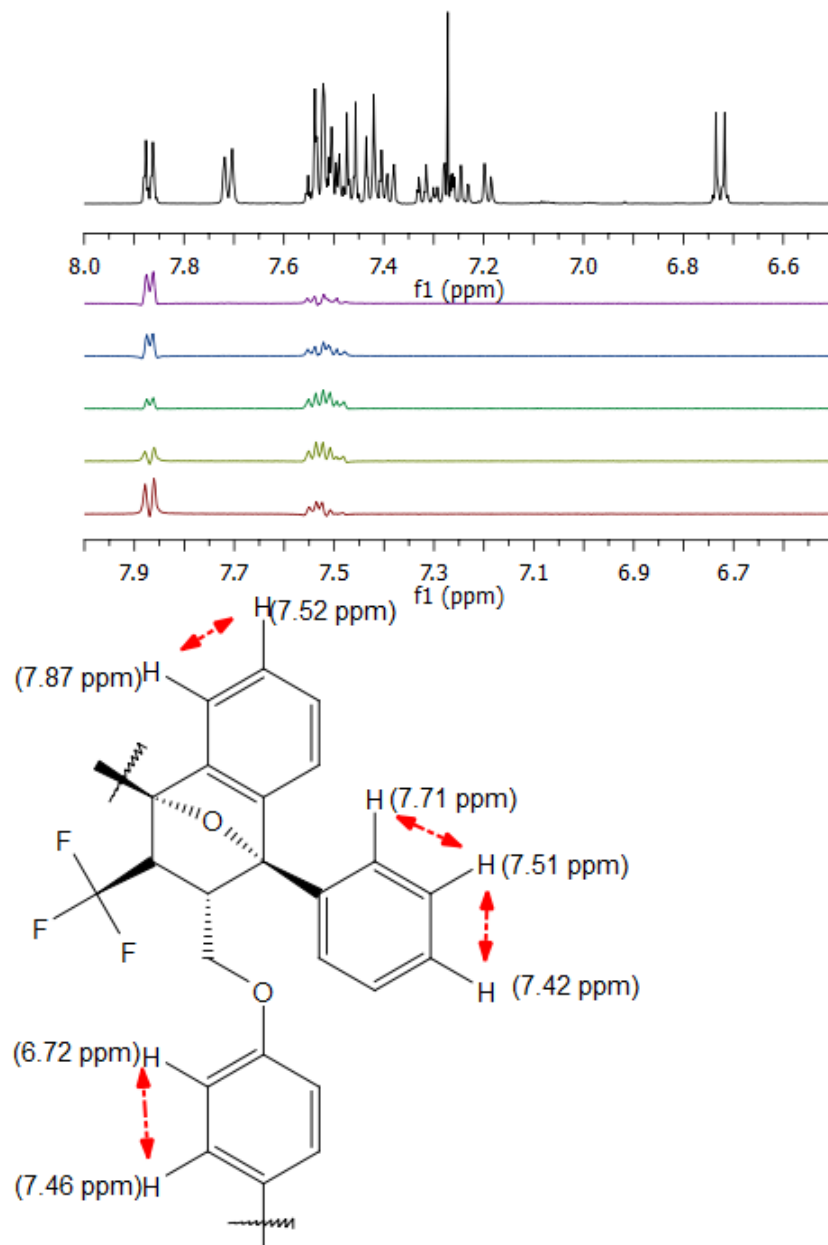 8.0 7.8 7.6 7.4 7.2 7.0 6.8 6.6
f1 (ppm)
7.9 7.7 7.5 7.3 7.1 6.9 6.7
f1 (ppm)
H (7.52 ppm)
(7.87 ppm) H
H (7.71 ppm)
O
F
H (7.51 ppm)
F
F
H (7.42 ppm)
O
(6.72 ppm) H
(7.46 ppm) H